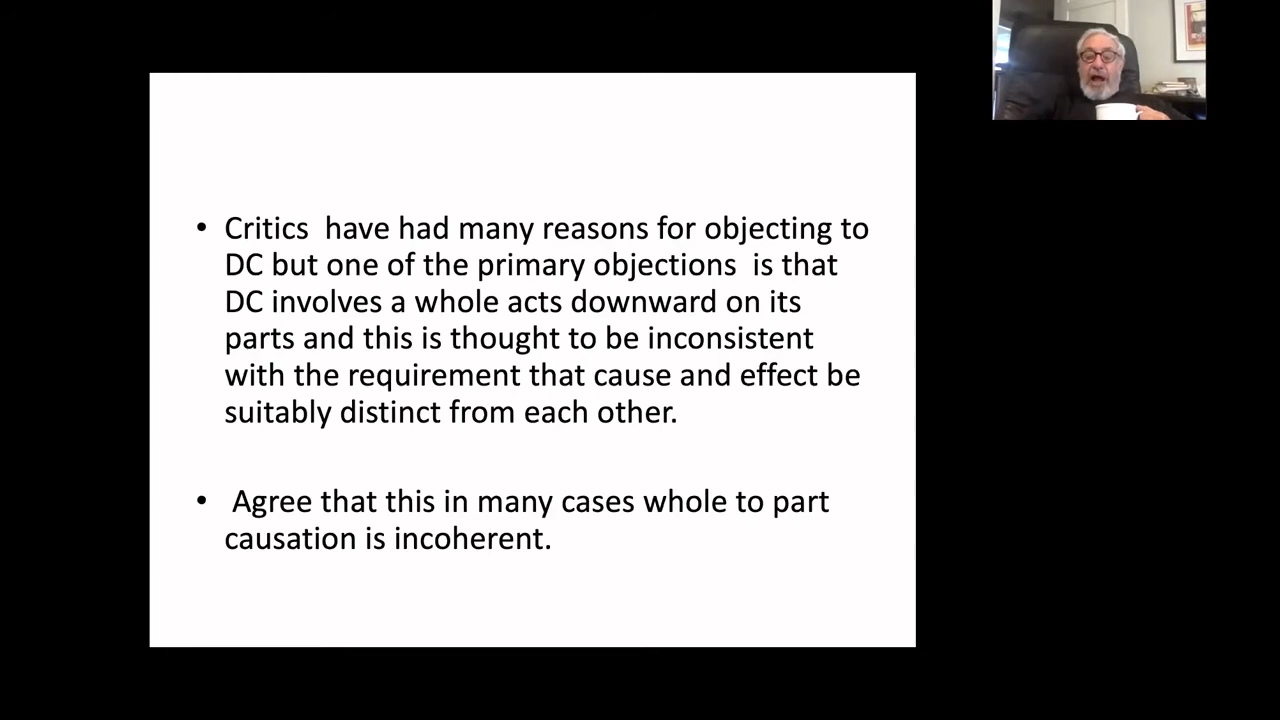 • Critics  have had many reasons for objecting to
DC but one of the primary objections  is that
DC involves a whole acts downward on its
parts and this is thought to be inconsistent
with the requirement that cause and effect be
suitably distinct from each other.
•  Agree that this in many cases whole to part
causation is incoherent.